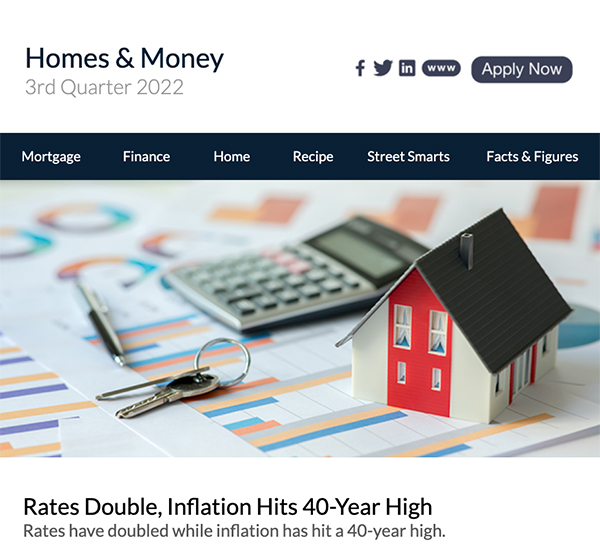 Homes & Money
3rd Quarter 2022
f in www Apply Now
Mortgage Finance Home Recipe Street Smarts Facts & Figures
Rates Double, Inflation Hits 40-Year High
Rates have doubled while inflation has hit a 40-year high.